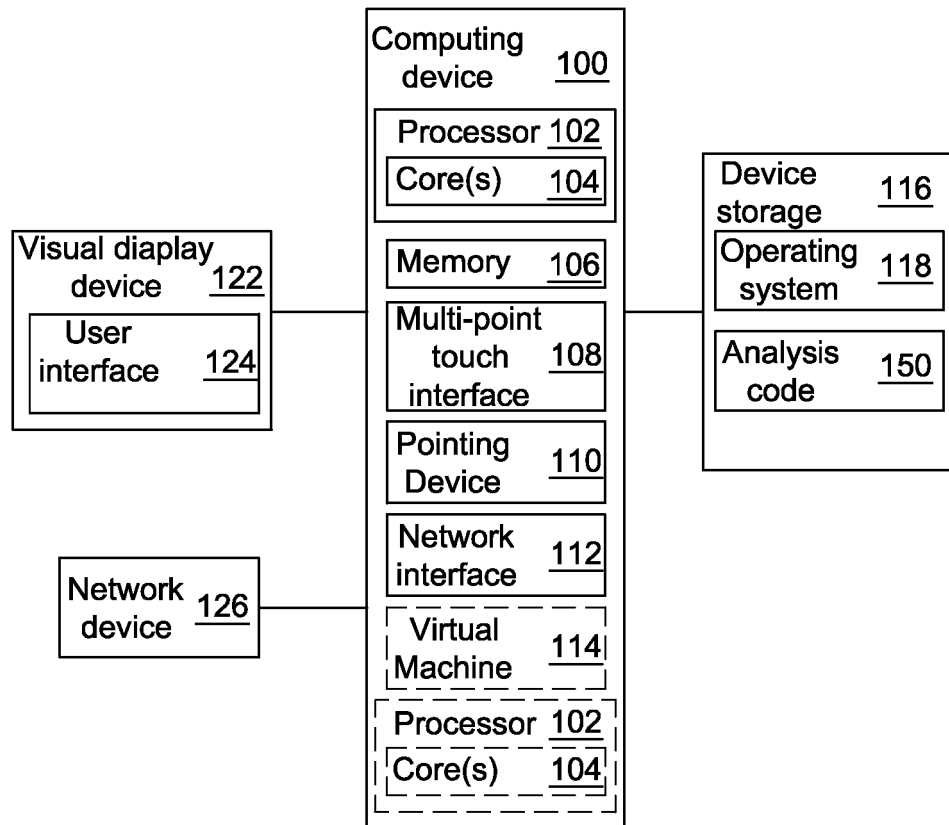 Computing
device 100
Processor 102
Core(s) 104
Memory 106
Multi-point
touch 108
interface
Pointing
Device 110
Network
interface 112
Virtual
Machine 114
Processor 102
Core(s) 104
Visual diaplay
device 122
User
interface 124
Network
device 126
Device
storage 116
Operating
system 118
Analysis
code 150